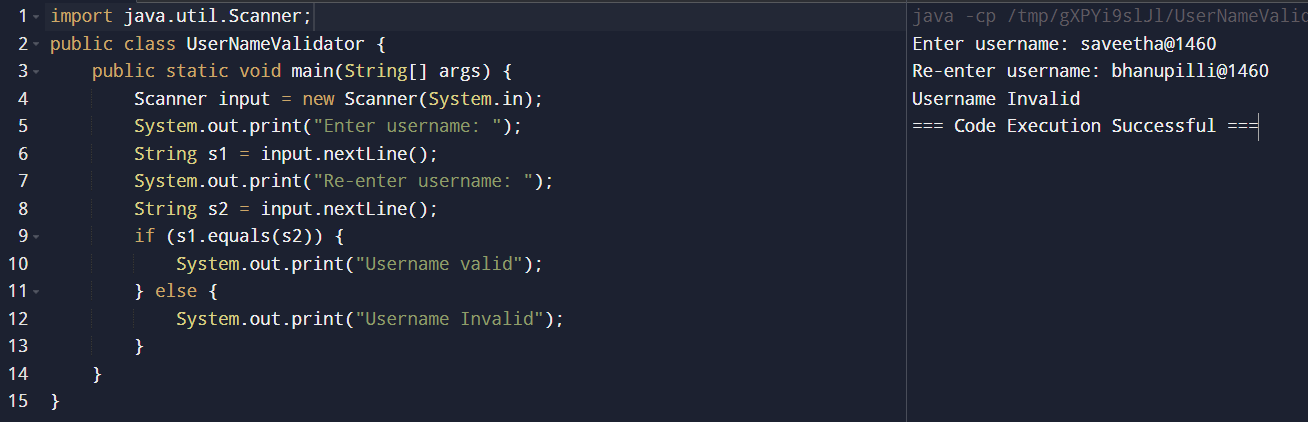 1 import java.util.Scanner;
2 public class UserNameValidator {
3     public static void main(String[] args) {
4         Scanner input = new Scanner(System.in);
5         System.out.print("Enter username: ");
6         String s1 = input.nextLine();
7         System.out.print("Re-enter username: ");
8         String s2 = input.nextLine();
9         if (s1.equals(s2)) {
10             System.out.print("Username valid");
11         } else {
12             System.out.print("Username Invalid");
13         }
14     }
15 }
java -cp /tmp/gXPYi9slJl/UserNameValid
Enter username: saveetha@1460
Re-enter username: bhanupilli@1460
Username Invalid
=== Code Execution Successful ===